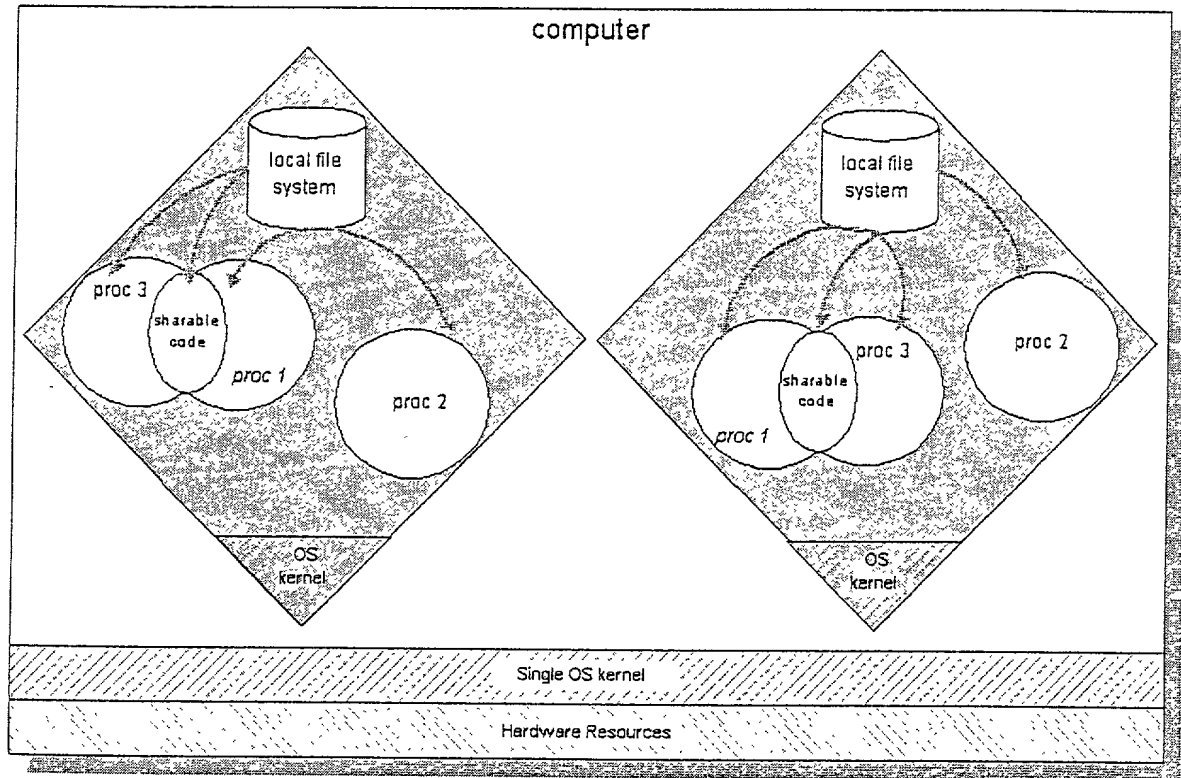 computer
local file
system
proc 3
sharable
code
proc 1
proc 2
OS
kernel
local file
system
proc 2
proc 3
sharable
code
proc 1
OS
kernel
Single OS kernel
Hardware Resources